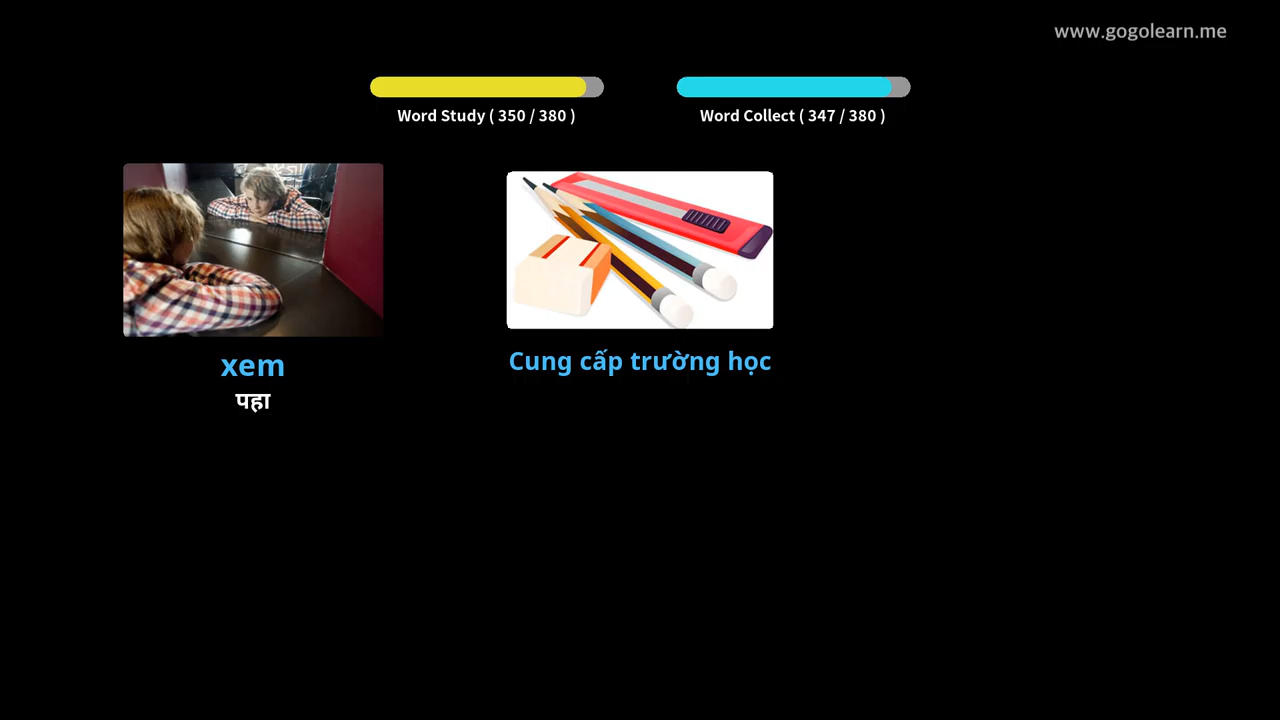 www.gogolearn.me
Word Study ( 350 / 380 )
Word Collect ( 347 / 380 )
xem
पहा
Cung cấp trường học